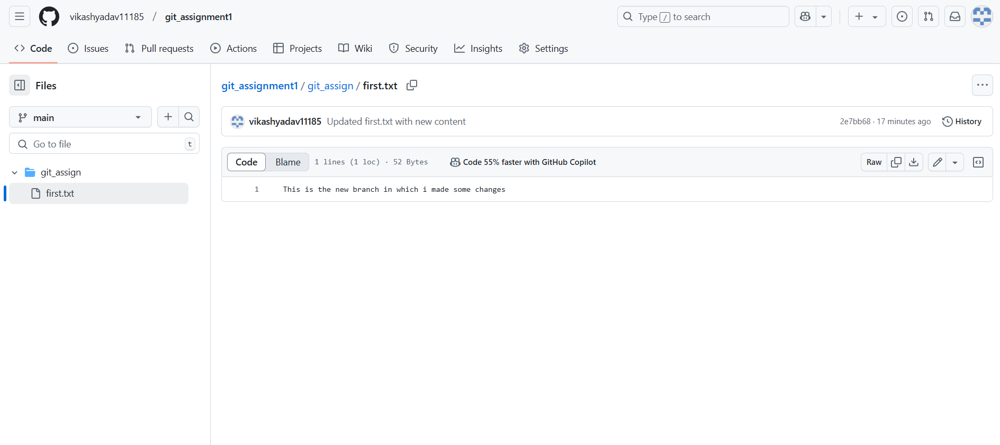 vikashyadav11185 / git_assignment1
Type / to search
Code Issues Pull requests Actions Projects Wiki Security Insights Settings
Files
main
Go to file t
git_assign
first.txt
git_assignment1 / git_assign / first.txt
vikashyadav11185 Updated first.txt with new content 2e7bb68 · 17 minutes ago History
Code Blame 1 lines (1 loc) · 52 Bytes Code 55% faster with GitHub Copilot Raw
1 This is the new branch in which i made some changes